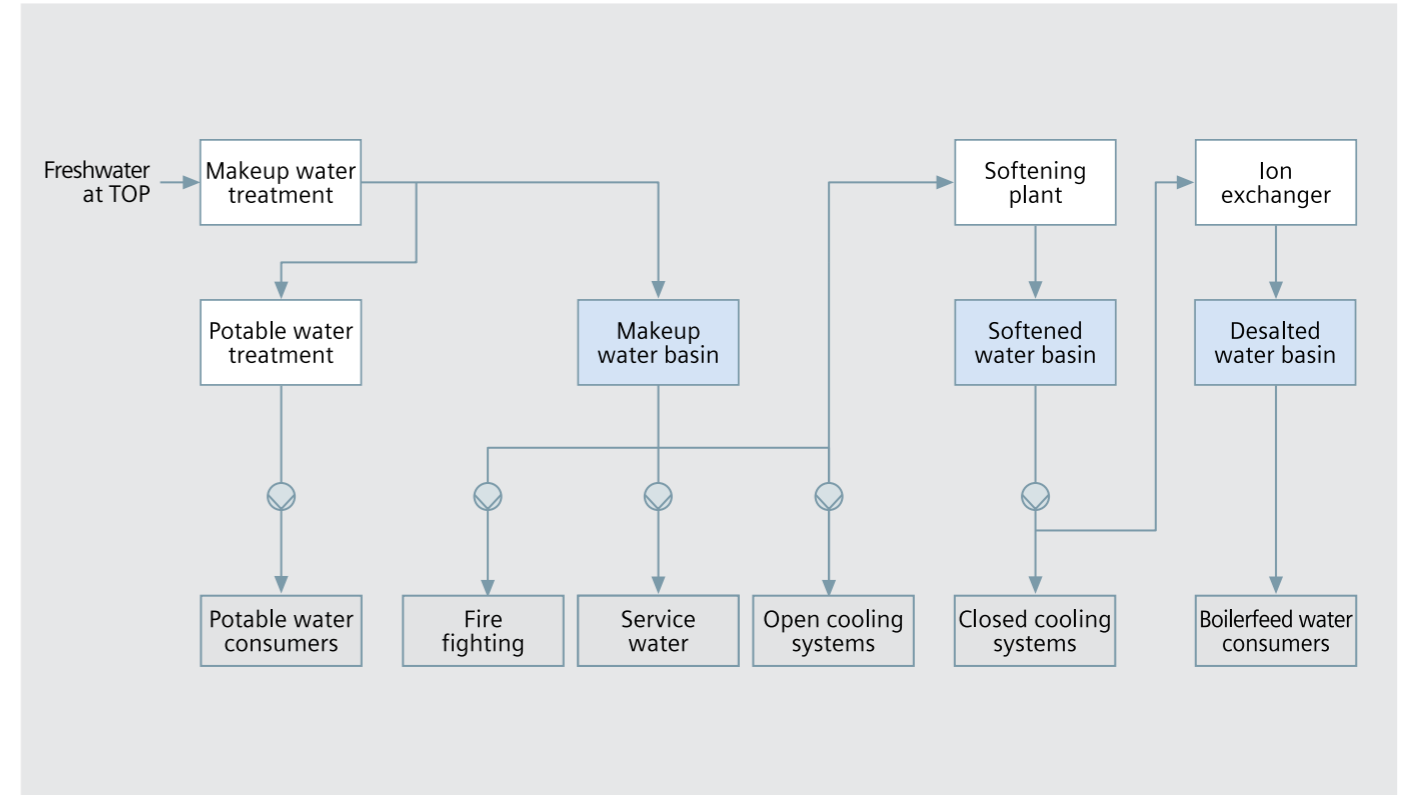 Freshwater
at TOP
Makeup water
treatment
Softening
plant
Ion
exchanger
Potable water
treatment
Makeup
water basin
Softened
water basin
Desalted
water basin
Potable water
consumers
Fire
fighting
Service
water
Open cooling
systems
Closed cooling
systems
Boilerfeed water
consumers